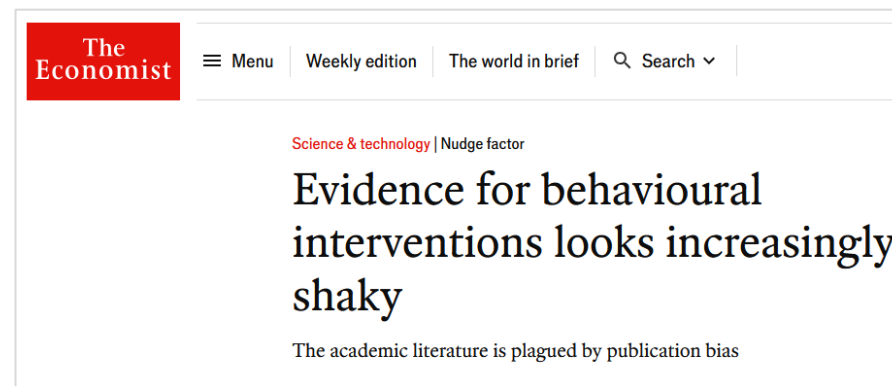 The
Economist
Menu
Weekly edition
The world in brief
Search
Science & technology | Nudge factor
Evidence for behavioural
interventions looks increasingly
shaky
The academic literature is plagued by publication bias